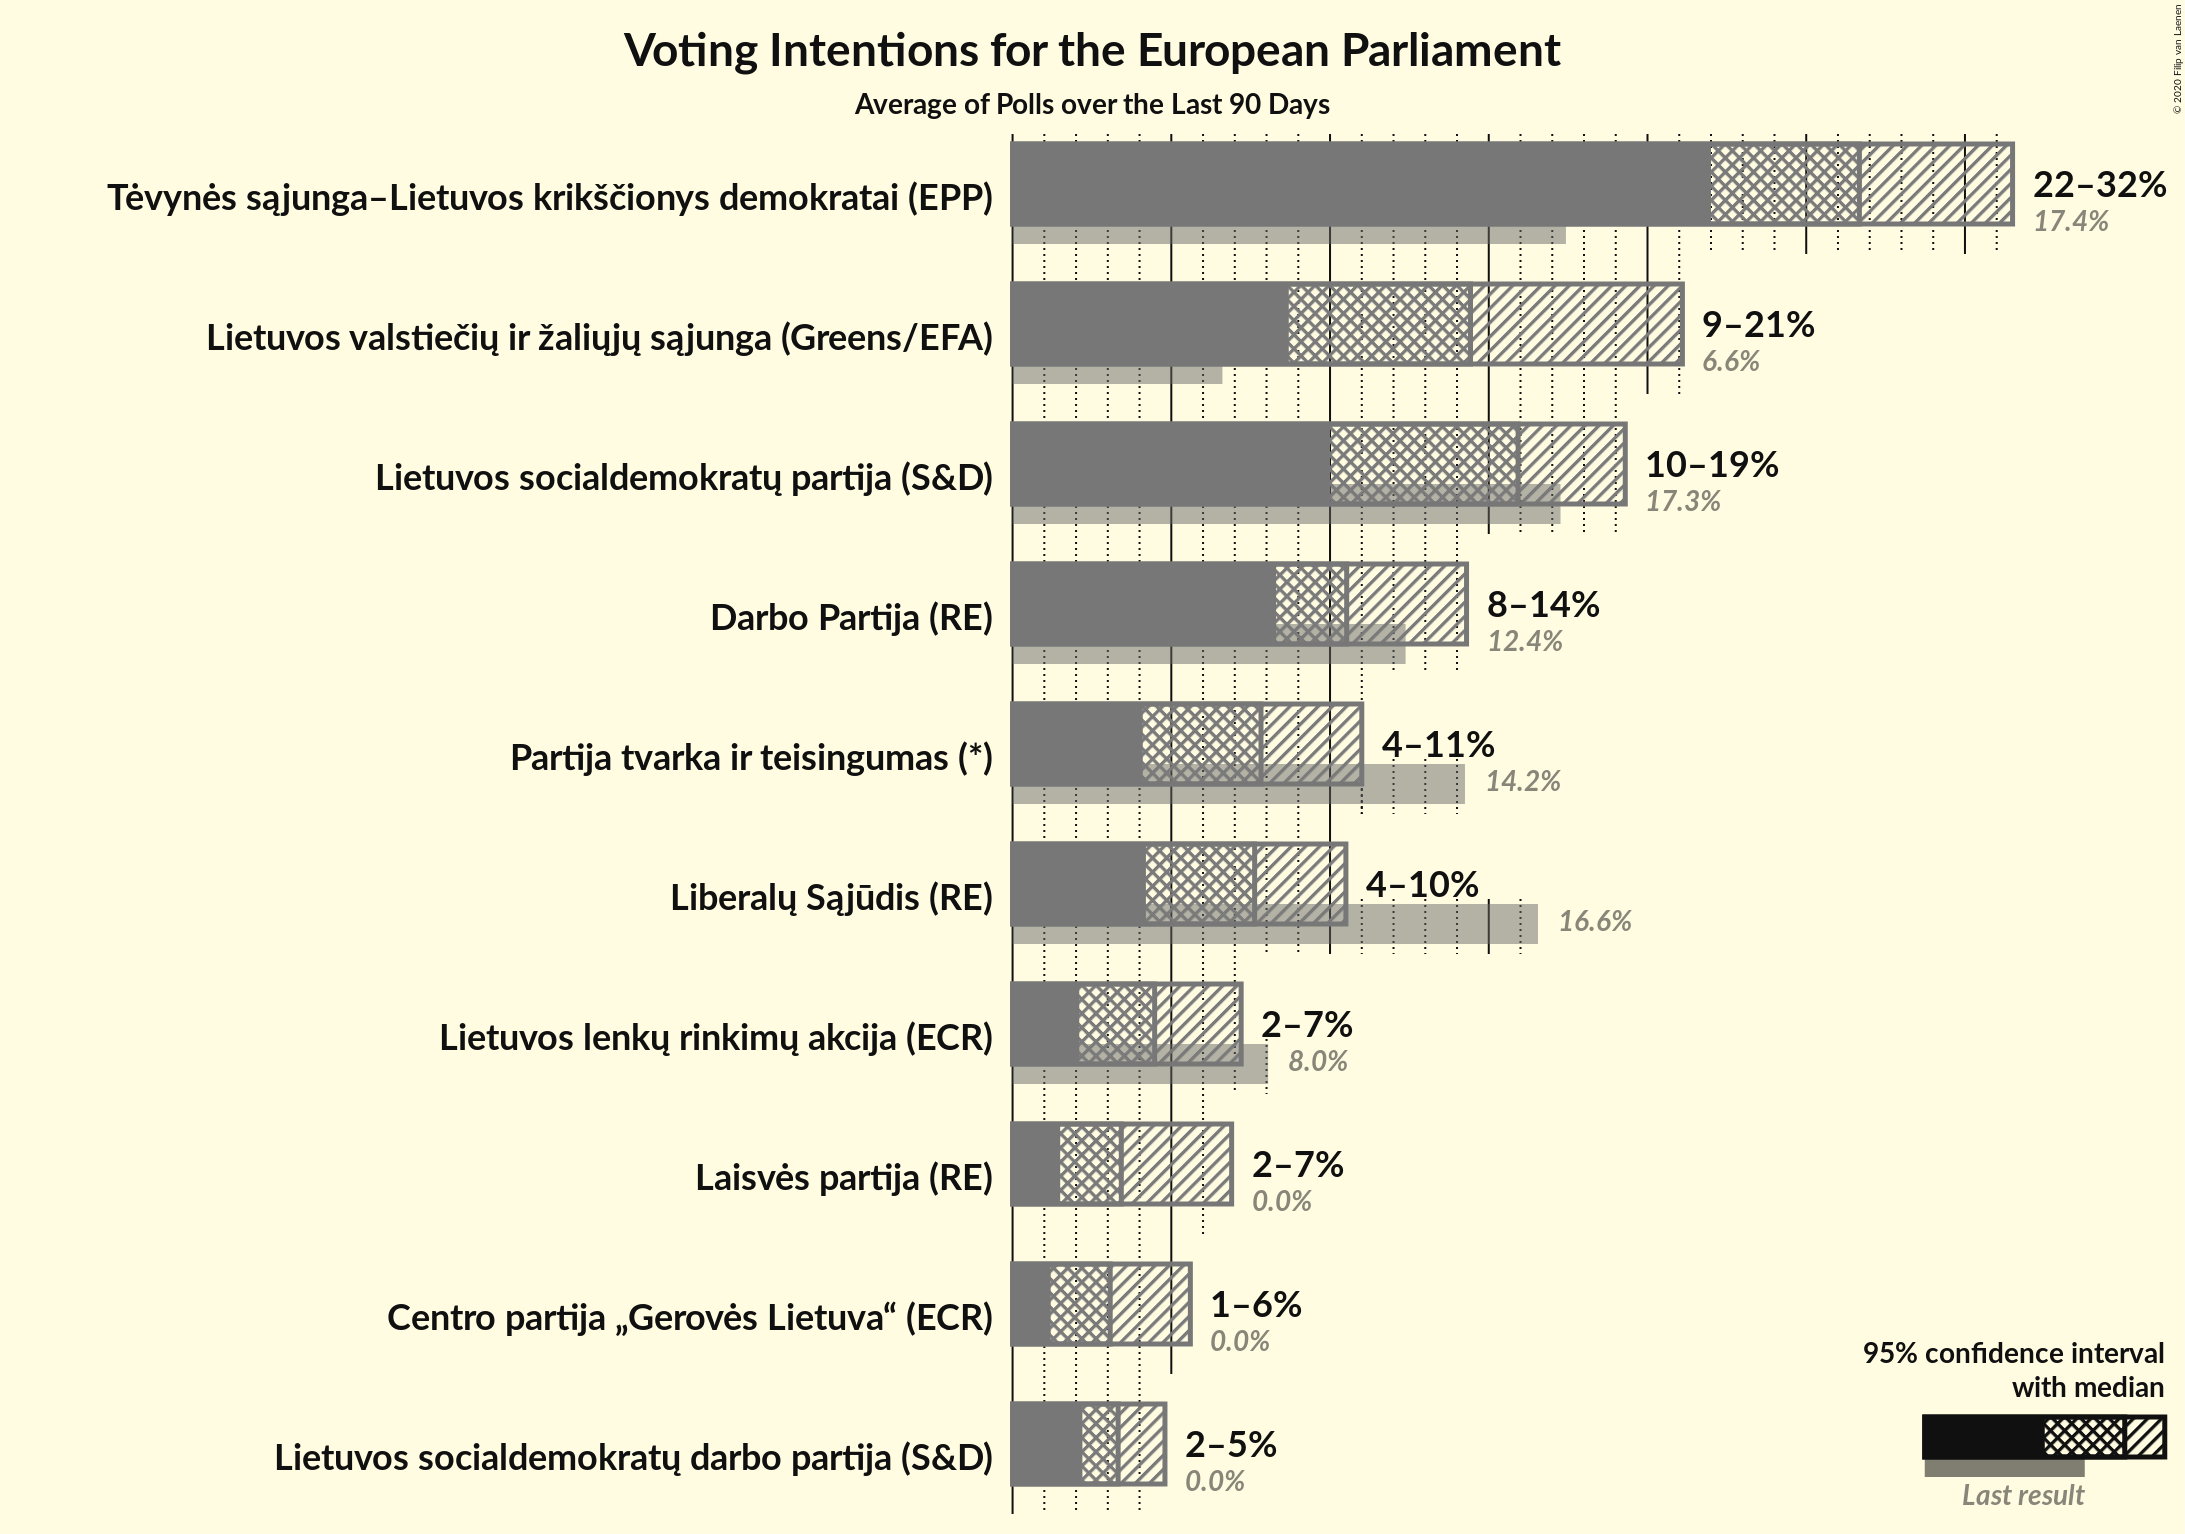 Voting Intentions for the European Parliament
Average of Polls over the Last 90 Days
© 2020 Filip van Laenen
Tėvynės sąjunga–Lietuvos krikščionys demokratai (EPP)
22–32%
17.4%
Lietuvos valstiečių ir žaliųjų sąjunga (Greens/EFA)
9–21%
6.6%
Lietuvos socialdemokratų partija (S&D)
10–19%
17.3%
Darbo Partija (RE)
8–14%
12.4%
Partija tvarka ir teisingumas (*)
4–11%
14.2%
Liberalų Sąjūdis (RE)
4–10%
16.6%
Lietuvos lenkų rinkimų akcija (ECR)
2–7%
8.0%
Laisvės partija (RE)
2–7%
0.0%
Centro partija „Gerovės Lietuva“ (ECR)
1–6%
0.0%
Lietuvos socialdemokratų darbo partija (S&D)
2–5%
0.0%
95% confidence interval
with median
Last result